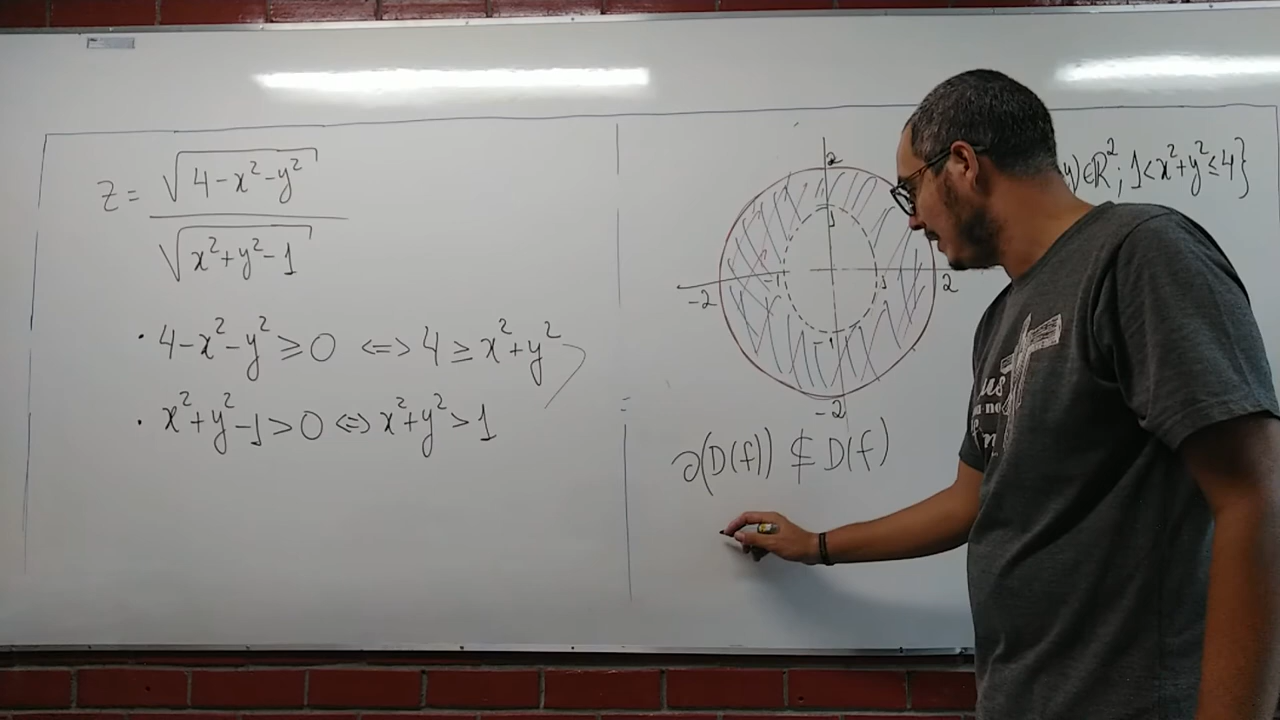 z = √(4-x²-y²) / √(x²+y²-1)
· 4-x²-y² ≥ 0 <=> 4 ≥ x²+y²
· x²+y²-1 > 0 <=> x²+y² > 1
y) ∈ ℝ²; 1 < x²+y² ≤ 4}
2
1
-2 -1 1 2
-1
-2
∂(D(f)) ⊄ D(f)